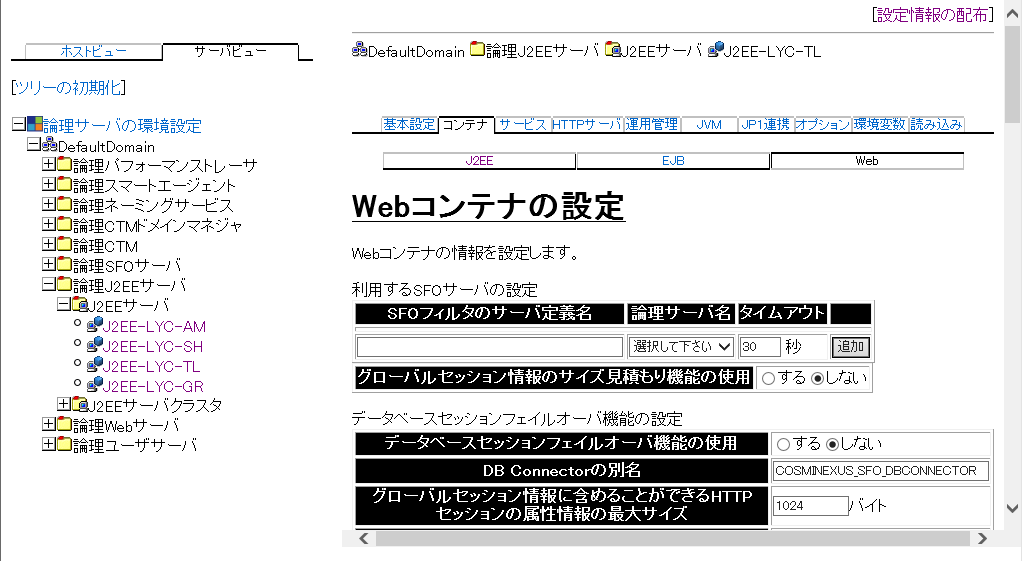 [設定情報の配布]
ホストビュー サーバビュー
[ツリーの初期化]
論理サーバの環境設定
DefaultDomain
論理パフォーマンストレーサ
論理スマートエージェント
論理ネーミングサービス
論理CTMドメインマネジャ
論理CTM
論理SFOサーバ
論理J2EEサーバ
J2EEサーバ
J2EE-LYC-AM
J2EE-LYC-SH
J2EE-LYC-TL
J2EE-LYC-GR
J2EEサーバクラスタ
論理Webサーバ
論理ユーザサーバ
DefaultDomain 論理J2EEサーバ J2EEサーバ J2EE-LYC-TL
基本設定 コンテナ サービス HTTPサーバ 運用管理 JVM JP1連携 オプション 環境変数 読み込み
J2EE EJB Web
Webコンテナの設定
Webコンテナの情報を設定します。
利用するSFOサーバの設定
SFOフィルタのサーバ定義名 論理サーバ名 タイムアウト
選択して下さい 30 秒 追加
グローバルセッション情報のサイズ見積もり機能の使用 する しない
データベースセッションフェイルオーバ機能の設定
データベースセッションフェイルオーバ機能の使用 する しない
DB Connectorの別名 COSMINEXUS_SFO_DBCONNECTOR
グローバルセッション情報に含めることができるHTTP
セッションの属性情報の最大サイズ 1024 バイト